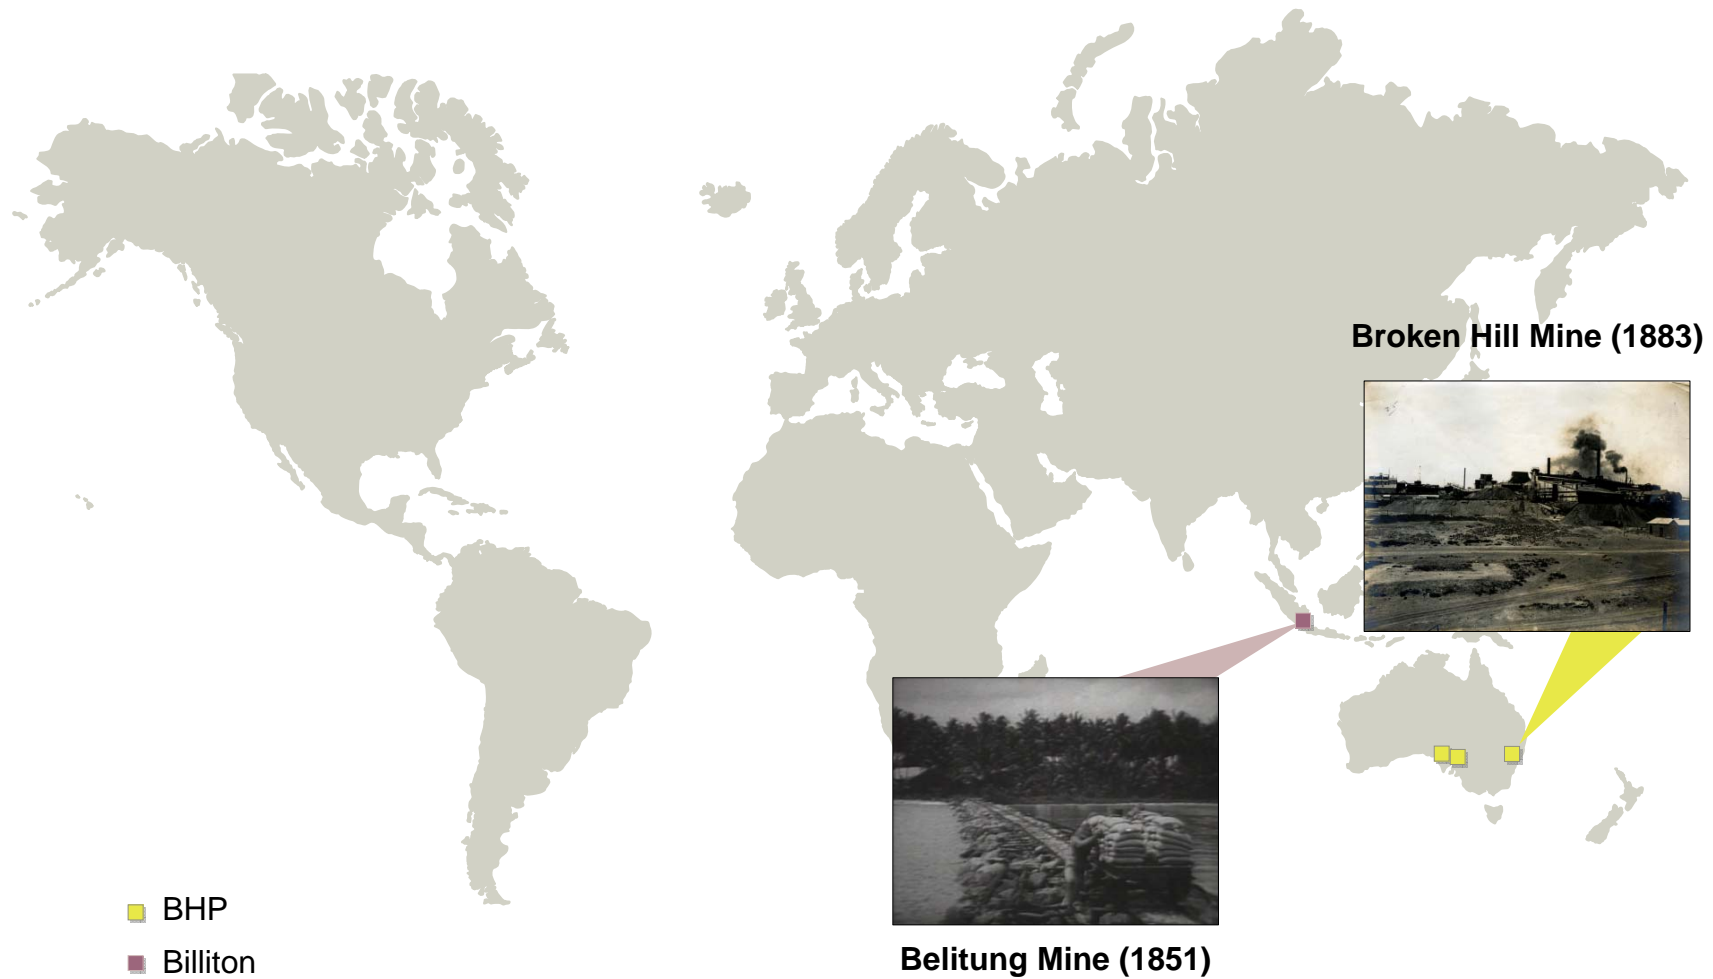 Broken Hill Mine (1883)
BHP
Billiton
Belitung Mine (1851)